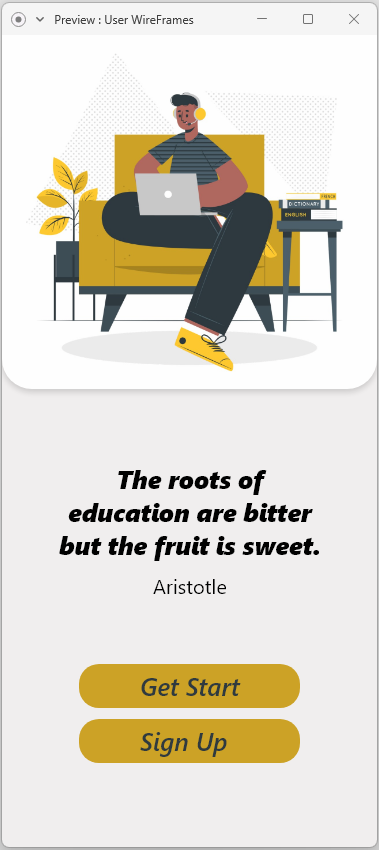 Preview : User WireFrames
FRENCH
DICTIONARY
ENGLISH
The roots of
education are bitter
but the fruit is sweet.
Aristotle
Get Start
Sign Up